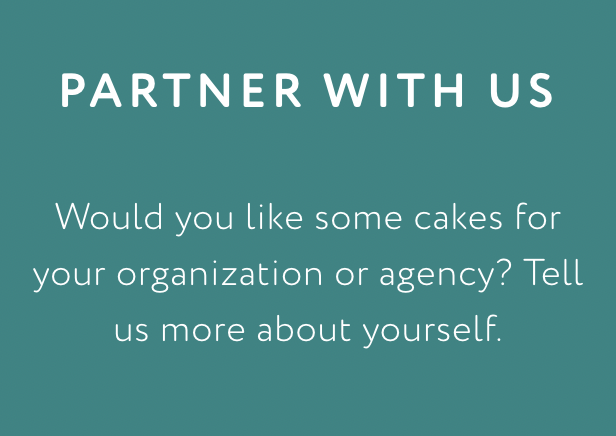 PARTNER WITH US
Would you like some cakes for
your organization or agency? Tell
us more about yourself.